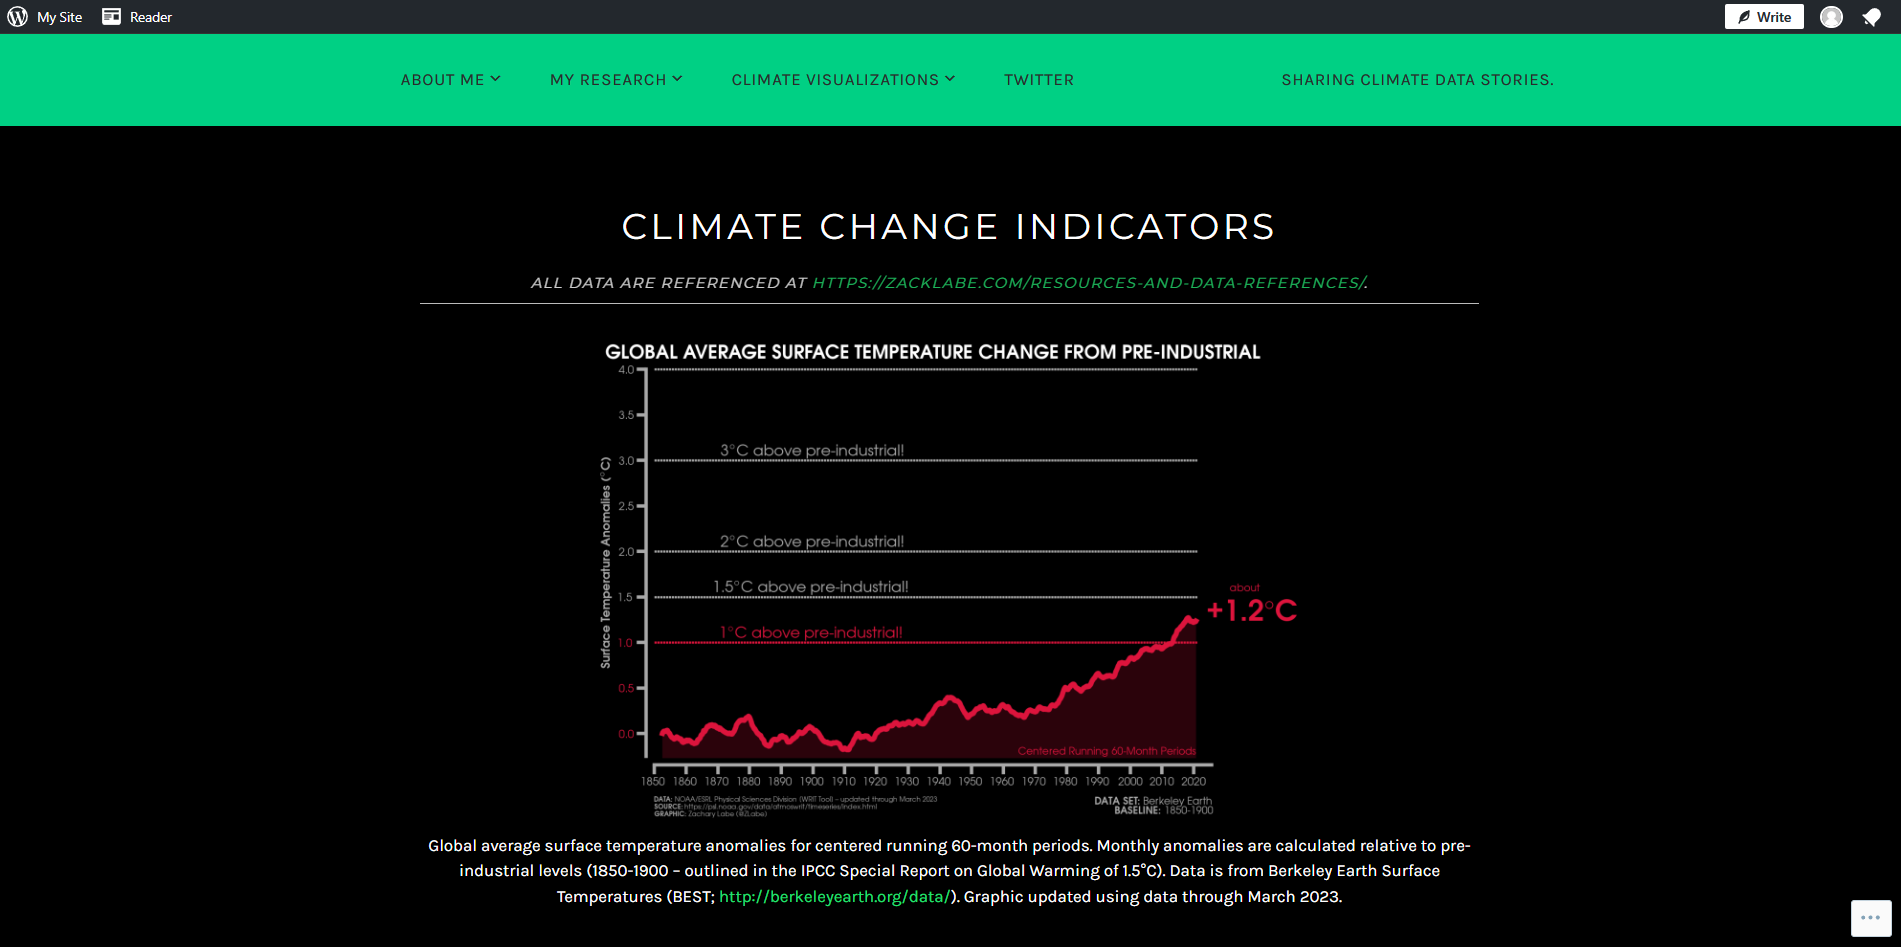 My Site
Reader
Write
ABOUT ME
MY RESEARCH
CLIMATE VISUALIZATIONS
TWITTER
SHARING CLIMATE DATA STORIES.
CLIMATE CHANGE INDICATORS
ALL DATA ARE REFERENCED AT HTTPS://ZACKLABE.COM/RESOURCES-AND-DATA-REFERENCES/.
GLOBAL AVERAGE SURFACE TEMPERATURE CHANGE FROM PRE-INDUSTRIAL
Surface Temperature Anomalies (°C)
4.0
3.5
3°C above pre-industrial!
3.0
2.5
2°C above pre-industrial!
2.0
1.5°C above pre-industrial!
1.5
about
+1.2°C
1°C above pre-industrial!
1.0
0.5
0.0
Centered Running 60-Month Periods
1850 1860 1870 1880 1890 1900 1910 1920 1930 1940 1950 1960 1970 1980 1990 2000 2010 2020
DATA: NOAA/ESRL Physical Sciences Division (WRIT Tool) – updated through March 2023
SOURCE: https://psl.noaa.gov/data/atmoswrit/timeseries/index.html
GRAPHIC: Zachary Labe (@ZLabe)
DATA SET: Berkeley Earth
BASELINE: 1850-1900
Global average surface temperature anomalies for centered running 60-month periods. Monthly anomalies are calculated relative to pre-
industrial levels (1850-1900 – outlined in the IPCC Special Report on Global Warming of 1.5°C). Data is from Berkeley Earth Surface
Temperatures (BEST; http://berkeleyearth.org/data/). Graphic updated using data through March 2023.